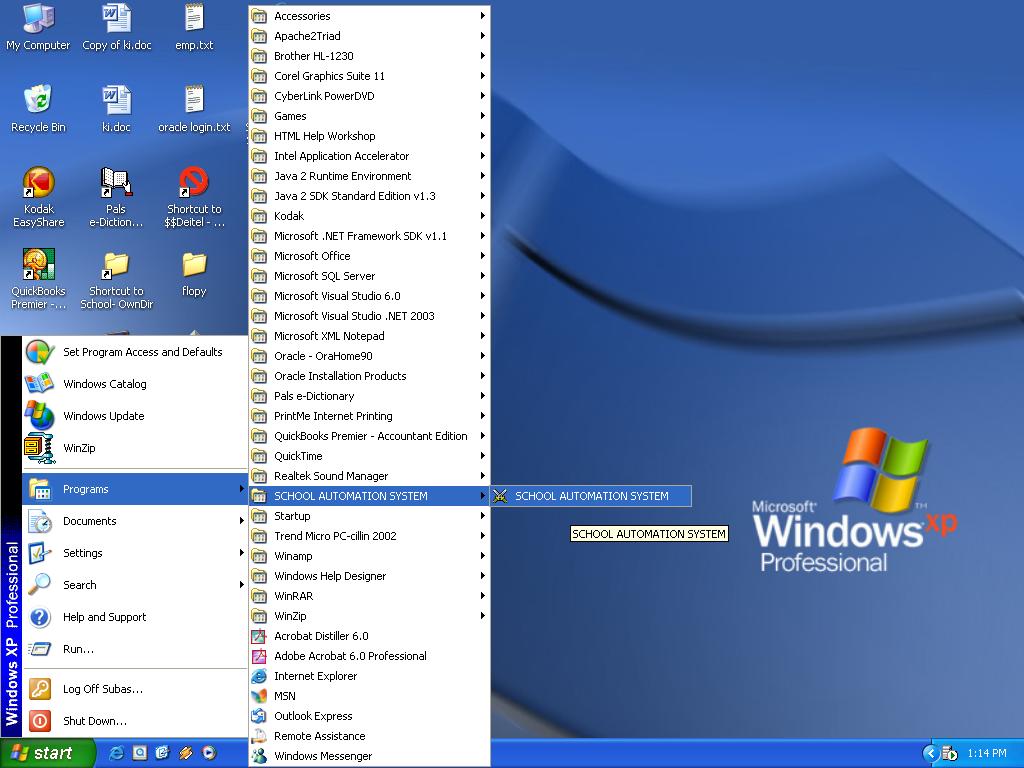 My Computer
Copy of ki.doc
emp.txt
Recycle Bin
ki.doc
oracle login.txt
Kodak
EasyShare
Pals
e-Diction...
Shortcut to
$$Deitel - ...
QuickBooks
Premier -...
Shortcut to
School- OwnDir
flopy
Set Program Access and Defaults
Windows Catalog
Windows Update
WinZip
Programs
Documents
Settings
Search
Help and Support
Run...
Log Off Subas...
Shut Down...
Windows XP Professional
start
Accessories
Apache2Triad
Brother HL-1230
Corel Graphics Suite 11
CyberLink PowerDVD
Games
HTML Help Workshop
Intel Application Accelerator
Java 2 Runtime Environment
Java 2 SDK Standard Edition v1.3
Kodak
Microsoft .NET Framework SDK v1.1
Microsoft Office
Microsoft SQL Server
Microsoft Visual Studio 6.0
Microsoft Visual Studio .NET 2003
Microsoft XML Notepad
Oracle - OraHome90
Oracle Installation Products
Pals e-Dictionary
PrintMe Internet Printing
QuickBooks Premier - Accountant Edition
QuickTime
Realtek Sound Manager
SCHOOL AUTOMATION SYSTEM
Startup
Trend Micro PC-cillin 2002
Winamp
Windows Help Designer
WinRAR
WinZip
Acrobat Distiller 6.0
Adobe Acrobat 6.0 Professional
Internet Explorer
MSN
Outlook Express
Remote Assistance
Windows Messenger
SCHOOL AUTOMATION SYSTEM
SCHOOL AUTOMATION SYSTEM
Microsoft
Windows xp
Professional
TM
1:14 PM